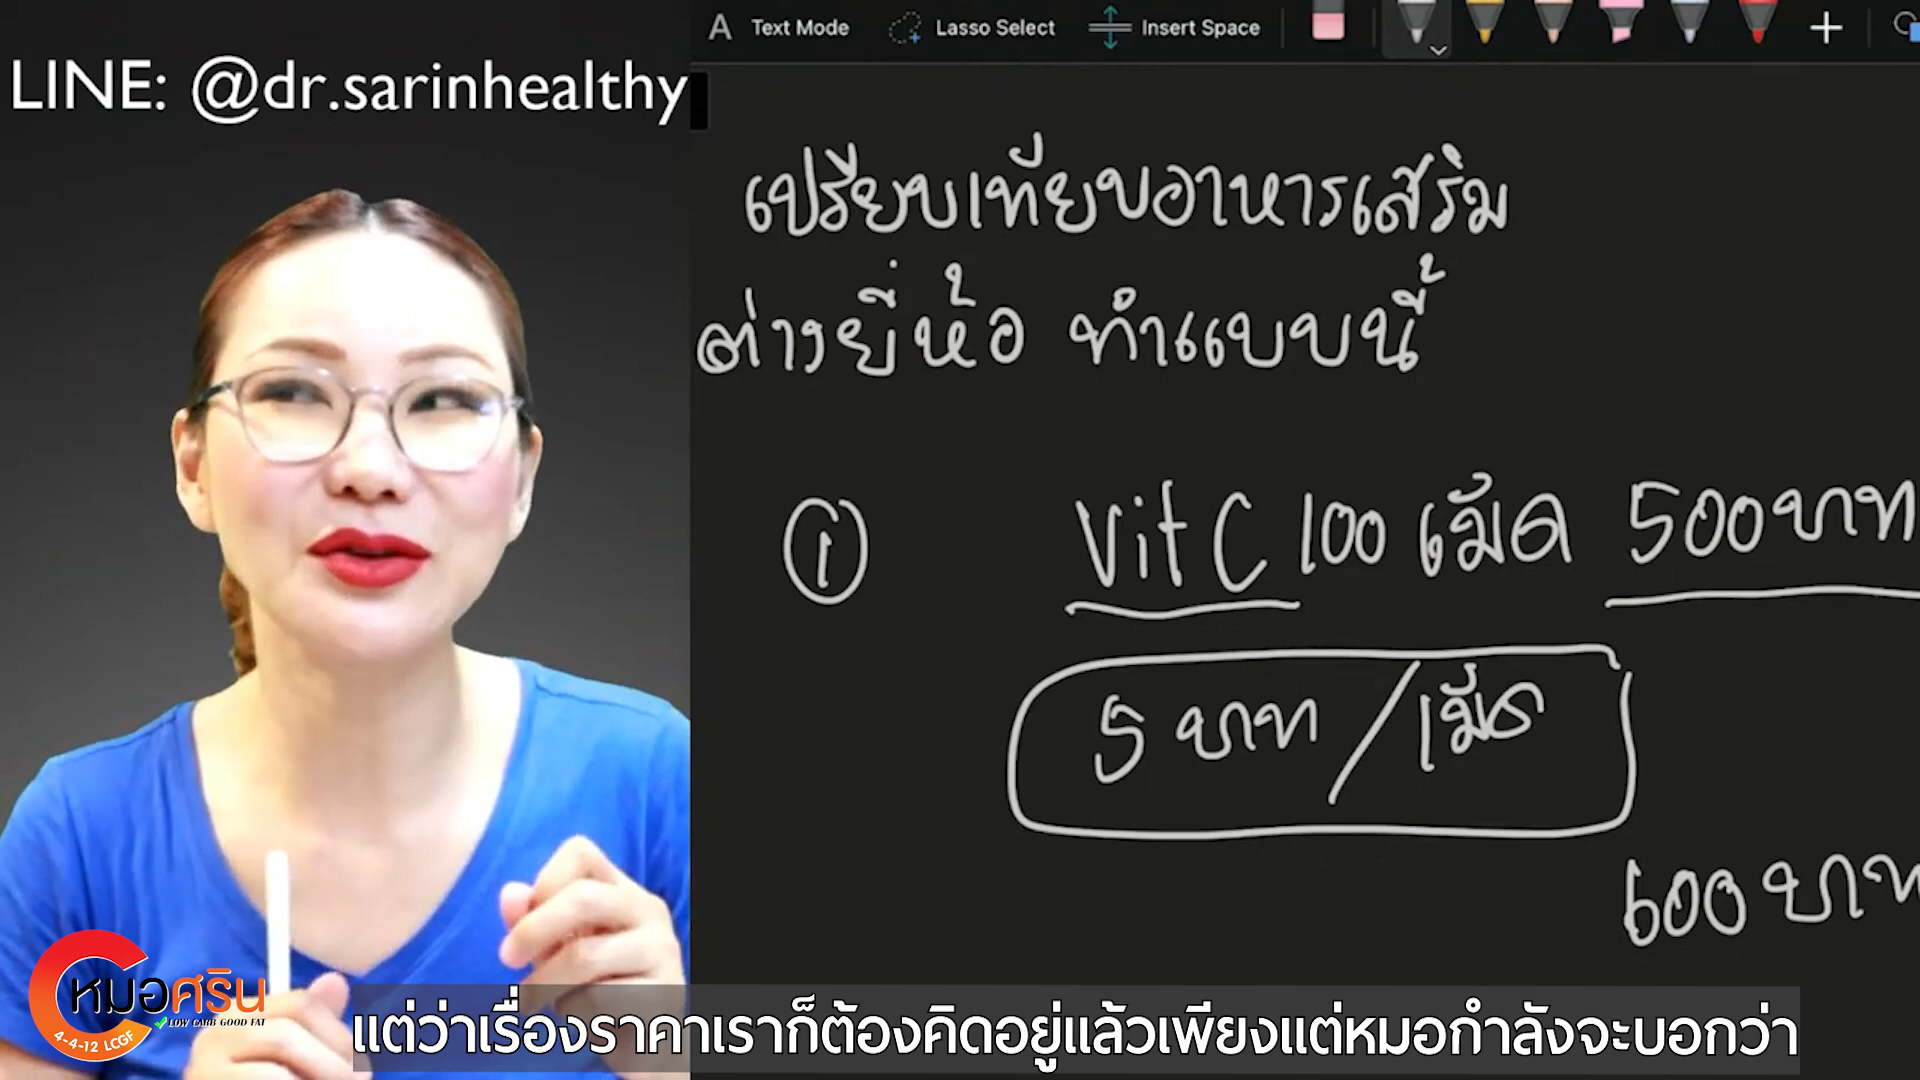 A Text Mode Lasso Select Insert Space
LINE: @dr.sarinhealthy
เปรียบเทียบอาหารเสริม
ต่างยี่ห้อ ทำแบบนี้
① Vit C 100 เม็ด 500 บาท
5 บาท / เม็ด
600 บาท
หมอศริน
LOW CARB GOOD FAT
4-4-12 LCGF
แต่ว่าเรื่องราคาเราก็ต้องคิดอยู่แล้วเพียงแต่หมอกำลังจะบอกว่า